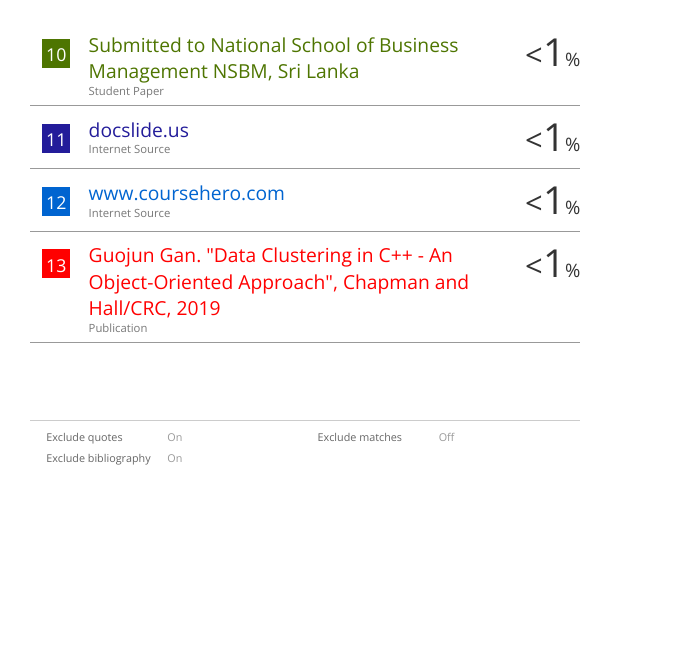 10
Submitted to National School of Business
Management NSBM, Sri Lanka
Student Paper
<1%
11
docslide.us
Internet Source
<1%
12
www.coursehero.com
Internet Source
<1%
13
Guojun Gan. "Data Clustering in C++ - An
Object-Oriented Approach", Chapman and
Hall/CRC, 2019
Publication
<1%
Exclude quotes On Exclude matches Off
Exclude bibliography On